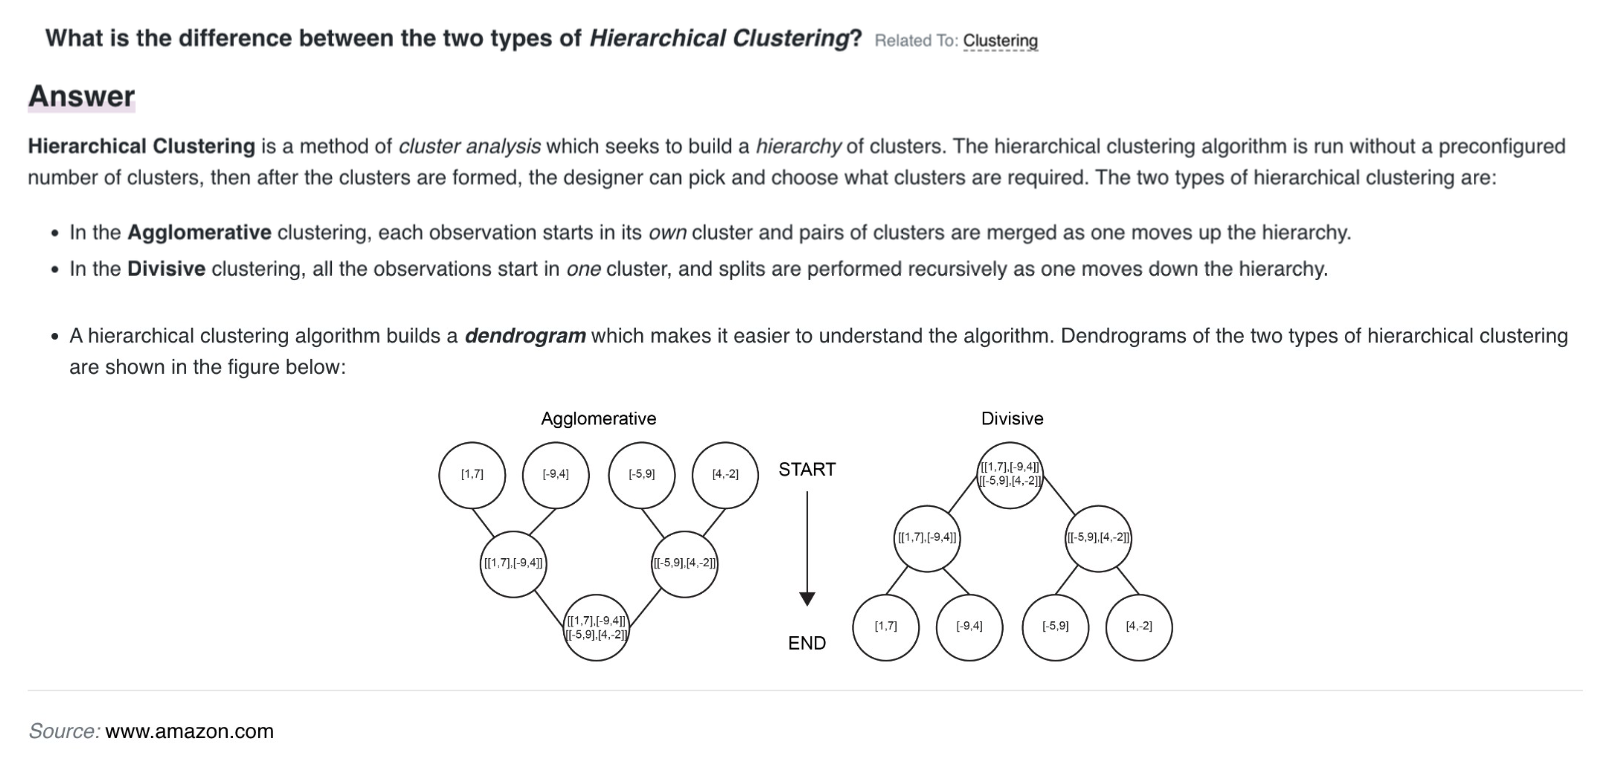 What is the difference between the two types of Hierarchical Clustering? Related To: Clustering
Answer
Hierarchical Clustering is a method of cluster analysis which seeks to build a hierarchy of clusters. The hierarchical clustering algorithm is run without a preconfigured
number of clusters, then after the clusters are formed, the designer can pick and choose what clusters are required. The two types of hierarchical clustering are:
• In the Agglomerative clustering, each observation starts in its own cluster and pairs of clusters are merged as one moves up the hierarchy.
• In the Divisive clustering, all the observations start in one cluster, and splits are performed recursively as one moves down the hierarchy.
• A hierarchical clustering algorithm builds a dendrogram which makes it easier to understand the algorithm. Dendrograms of the two types of hierarchical clustering
are shown in the figure below:
Agglomerative
[1,7]
[-9,4]
[-5,9]
[4,-2]
[[1,7],[-9,4]]
[[-5,9],[4,-2]]
[[1,7],[-9,4]]
[[-5,9],[4,-2]]
START
END
Divisive
[[1,7],[-9,4]]
[[-5,9],[4,-2]]
[[1,7],[-9,4]]
[[-5,9],[4,-2]]
[1,7]
[-9,4]
[-5,9]
[4,-2]
Source: www.amazon.com